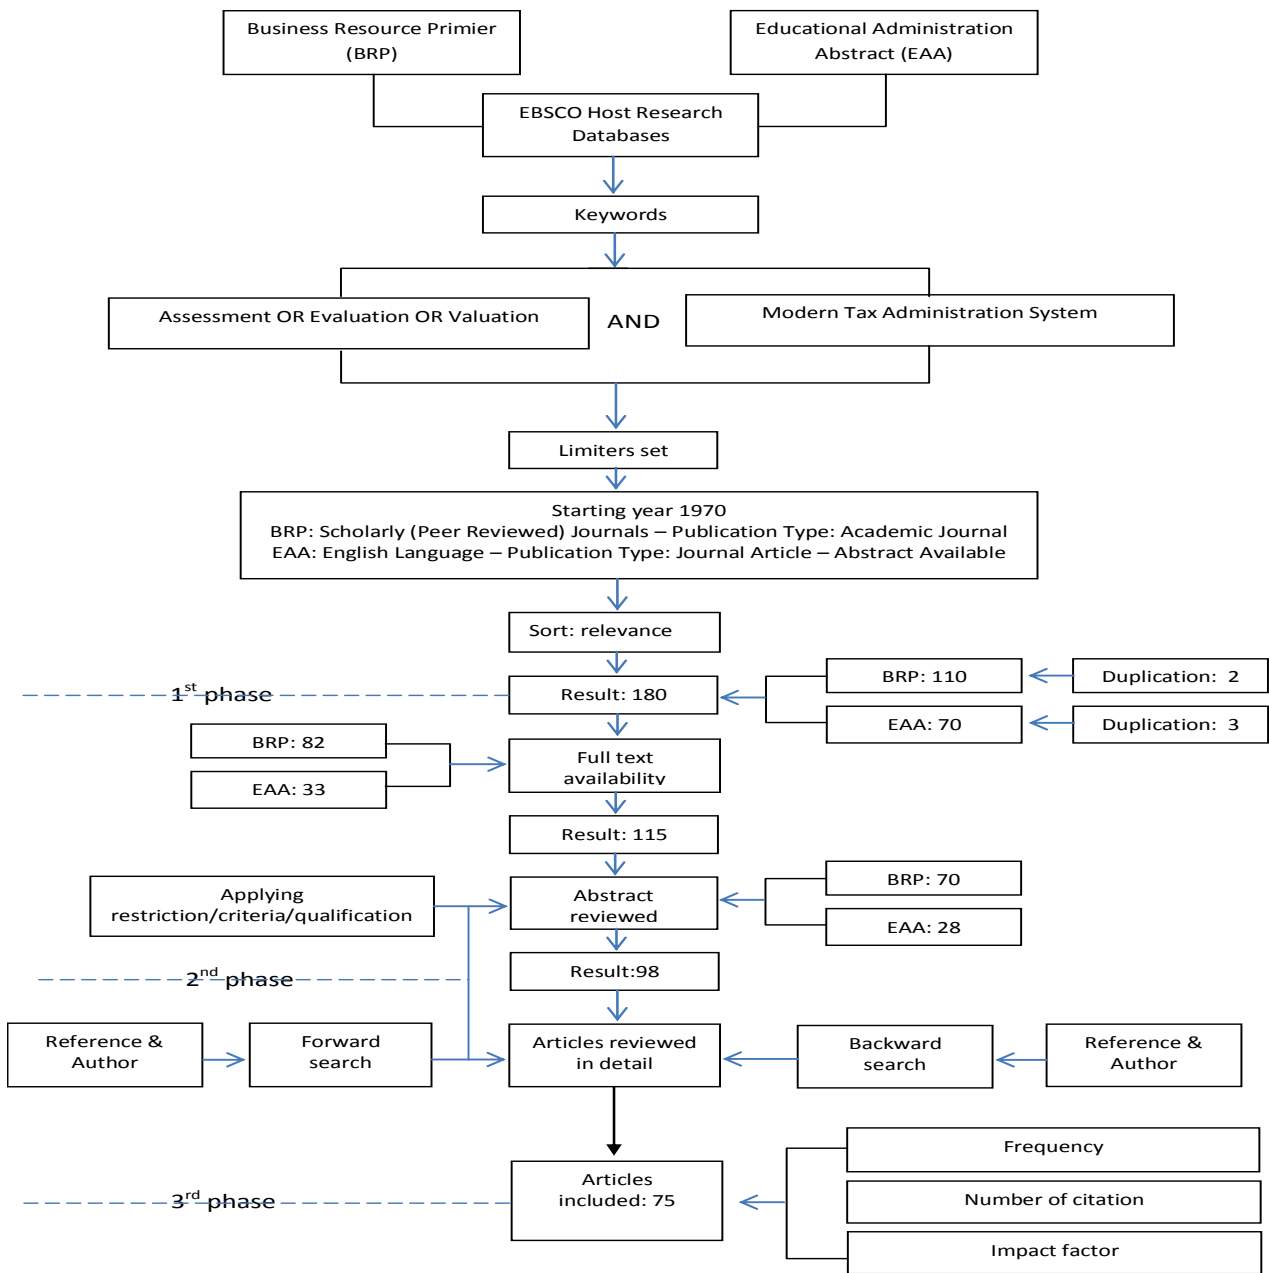 Business Resource Primier
(BRP)
Educational Administration
Abstract (EAA)
EBSCO Host Research
Databases
Keywords
Assessment OR Evaluation OR Valuation
AND
Modern Tax Administration System
Limiters set
Starting year 1970
BRP: Scholarly (Peer Reviewed) Journals – Publication Type: Academic Journal
EAA: English Language – Publication Type: Journal Article – Abstract Available
Sort: relevance
1st phase
Result: 180
BRP: 110
Duplication: 2
EAA: 70
Duplication: 3
BRP: 82
EAA: 33
Full text
availability
Result: 115
Applying
restriction/criteria/qualification
Abstract
reviewed
BRP: 70
EAA: 28
2nd phase
Result:98
Reference &
Author
Forward
search
Articles reviewed
in detail
Backward
search
Reference &
Author
3rd phase
Articles
included: 75
Frequency
Number of citation
Impact factor